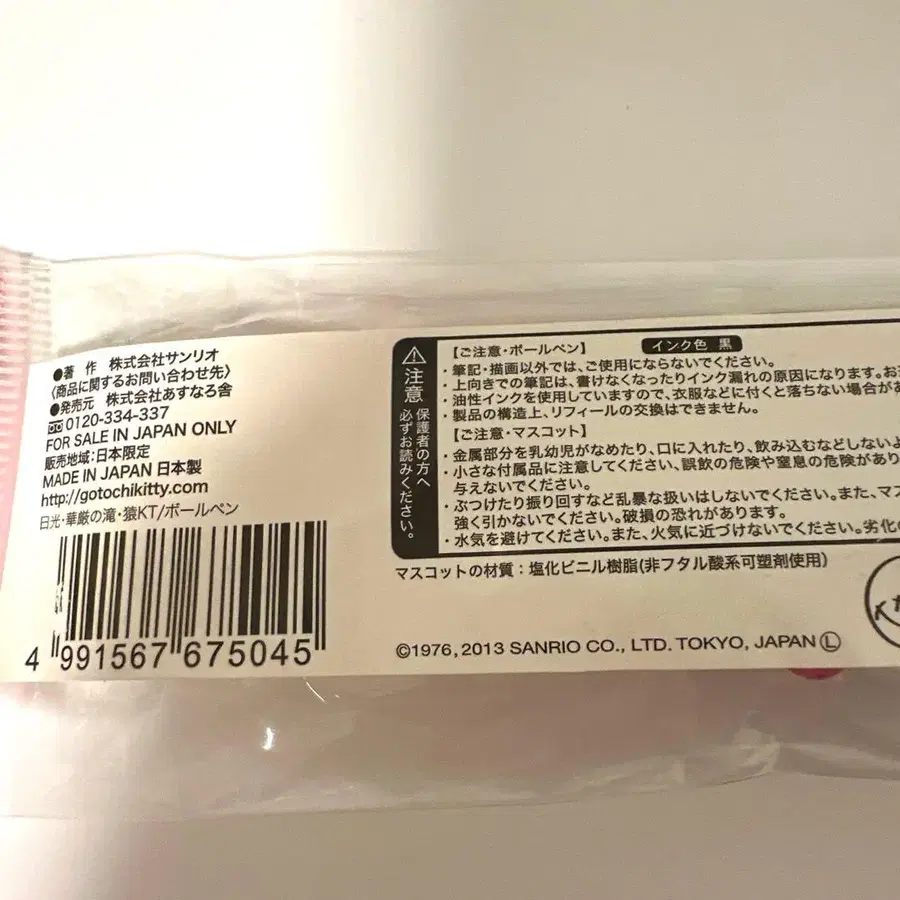 ●著 作 株式会社サンリオ
〈商品に関するお問い合わせ先〉
●発売元 株式会社あすなろ舎
0120-334-337
FOR SALE IN JAPAN ONLY
販売地域:日本限定
MADE IN JAPAN 日本製
http://gotochikitty.com
日光・華厳の滝・猿KT/ボールペン
4 991567 675045
注意
保護者の方へ
必ずお読みください。
【ご注意・ボールペン】 インク色 黒
・筆記・描画以外では、ご使用にならないでください。
・上向きでの筆記は、書けなくなったりインク漏れの原因になります。お
・油性インクを使用していますので、衣服などに付くと落ちない場合が
・製品の構造上、リフィールの交換はできません。
【ご注意・マスコット】
・金属部分を乳幼児がなめたり、口に入れたり、飲み込むなどしないよ
・小さな付属品に注意してください、誤飲の危険や窒息の危険があり
与えないでください。
・ぶつけたり振り回すなど乱暴な扱いはしないでください。また、マス
強く引かないでください。破損の恐れがあります。
・水気を避けてください。また、火気に近づけないでください。劣化の
マスコットの材質:塩化ビニル樹脂(非フタル酸系可塑剤使用)
©1976, 2013 SANRIO CO., LTD. TOKYO, JAPAN Ⓛ